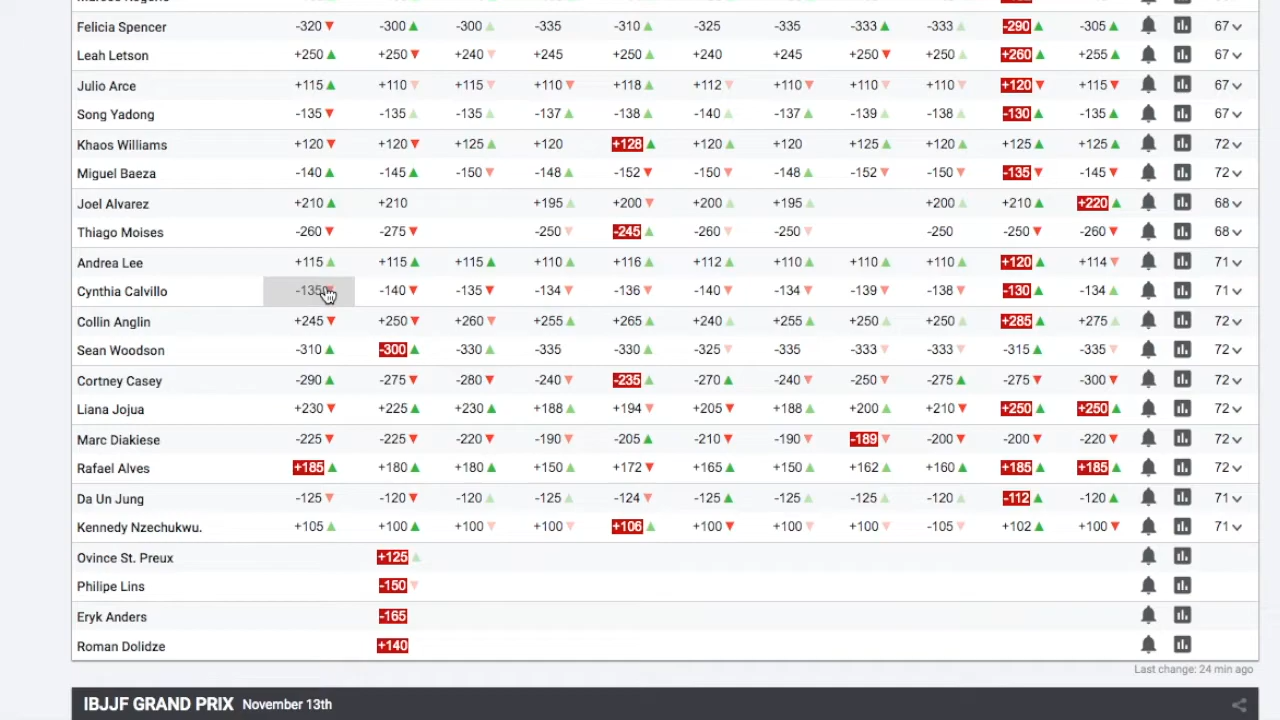 Felicia Spencer -320▼ -300▲ -300▲ -335 -310▲ -325 -335 -333▲ -333▲ -290▲ -305▲ 67
Leah Letson +250▲ +250▼ +240▼ +245 +250▲ +240 +245 +250▼ +250▲ +260▲ +255▲ 67
Julio Arce +115▲ +110▼ +115▼ +110▼ +118▲ +112▼ +110▼ +110▼ +110▼ +120▼ +115▼ 67
Song Yadong 35▼ -135▲ -135▲ -137▲ -138▲ -140▲ -137▲ -139▲ -138▲ -130▲ -135▲ 67
Khaos Williams +120▼ +120▼ +125▲ +120 +128▲ +120▲ +120 +125▲ +120▲ +125▲ +125▲ 72
Miguel Baeza -140▲ -145▲ -150▼ -148▲ -152▼ -150▼ -148▲ -152▼ -150▼ -135▼ -145▼ 72
Joel Alvarez +210▲ +210 +195▲ +200▼ +200▲ +195▲ +200▲ +210▲ +220▲ 68
Thiago Moises -260▼ -275▼ -250▼ -245▲ -260▼ -250▼ -250 -250▼ -260▼ 68
Andrea Lee +115▲ +115▲ +115▲ +110▲ +116▲ +112▲ +110▲ +110▲ +110▲ +120▲ +114▼ 71
Cynthia Calvillo -135▼ -140▼ -135▼ -134▼ -136▼ -140▼ -134▼ -139▼ -138▼ -130▲ -134▲ 71
Collin Anglin +245▼ +250▼ +260▼ +255▲ +265▲ +240▲ +255▲ +250▲ +250▲ +285▲ +275▲ 72
Sean Woodson -310▲ -300▲ -330▲ -335 -330▲ -325▼ -335 -333▼ -333▼ -315▲ -335▼ 72
Cortney Casey -290▲ -275▼ -280▼ -240▼ -235▲ -270▲ -240▼ -250▼ -275▲ -275▼ -300▼ 72
Liana Jojua +230▼ +225▲ +230▲ +188▲ +194▼ +205▼ +188▲ +200▲ +210▼ +250▲ +250▲ 72
Marc Diakiese -225▼ -225▼ -220▼ -190▼ -205▲ -210▼ -190▼ -189▼ -200▼ -200▼ -220▼ 72
Rafael Alves +185▲ +180▲ +180▲ +150▲ +172▼ +165▲ +150▲ +162▲ +160▲ +185▲ +185▲ 72
Da Un Jung -125▼ -120▼ -120▲ -125▲ -124▼ -125▲ -125▲ -125▲ -120▲ -112▲ -120▲ 71
Kennedy Nzechukwu. +105▲ +100▲ +100▼ +100▼ +106▲ +100▼ +100▼ +100▼ -105▼ +102▲ +100▼ 71
Ovince St. Preux +125▲
Philipe Lins -150▼
Eryk Anders -165
Roman Dolidze +140
Last change: 24 min ago
IBJJF GRAND PRIX November 13th